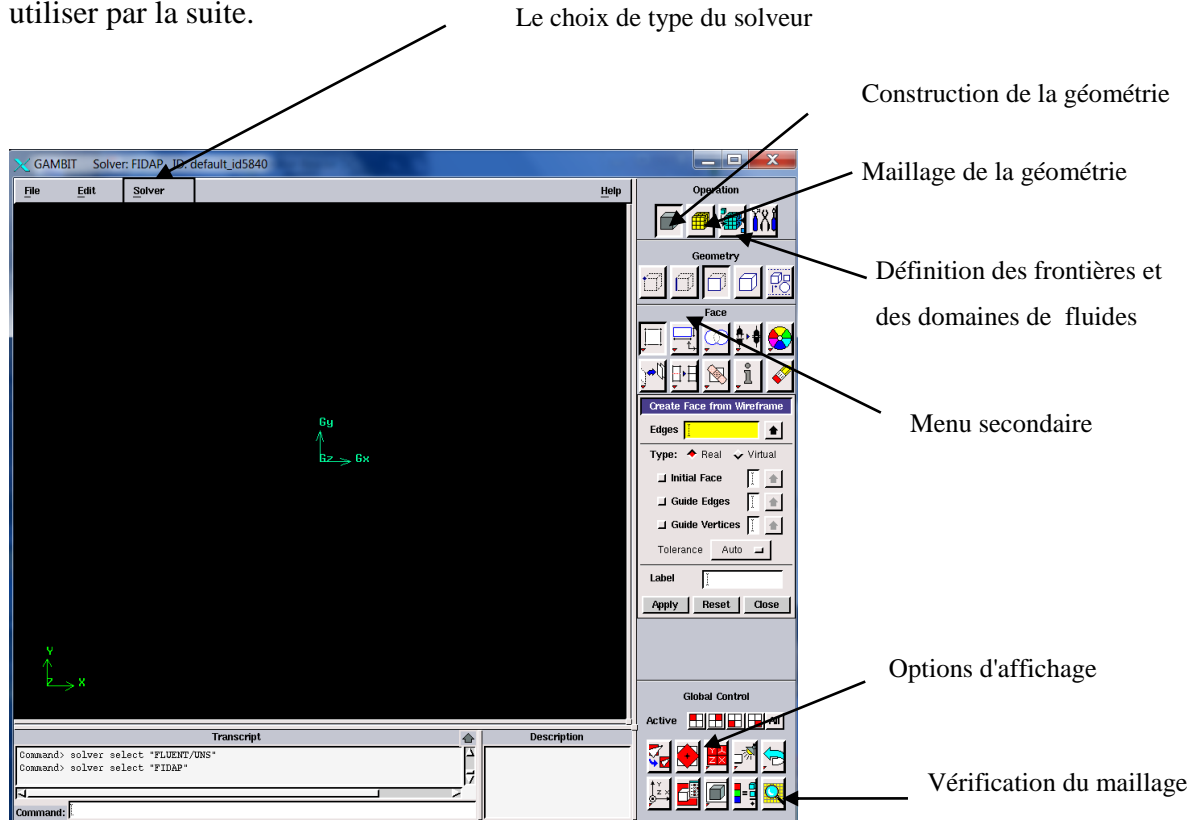 utiliser par la suite.
Le choix de type du solveur
Construction de la géométrie
Maillage de la géométrie
Définition des frontières et
des domaines de fluides
Menu secondaire
Options d'affichage
Vérification du maillage
GAMBIT Solver: FIDAP ID: default_id5840
File Edit Solver Help
Operation
Geometry
Face
Create Face from Wireframe
Edges
Type: Real Virtual
Initial Face
Guide Edges
Guide Vertices
Tolerance Auto
Label
Apply Reset Close
Gy
Gz Gx
Y
Z X
Global Control
Active All
Transcript
Description
Command> solver select "FLUENT/UNS"
Command> solver select "FIDAP"
Command: